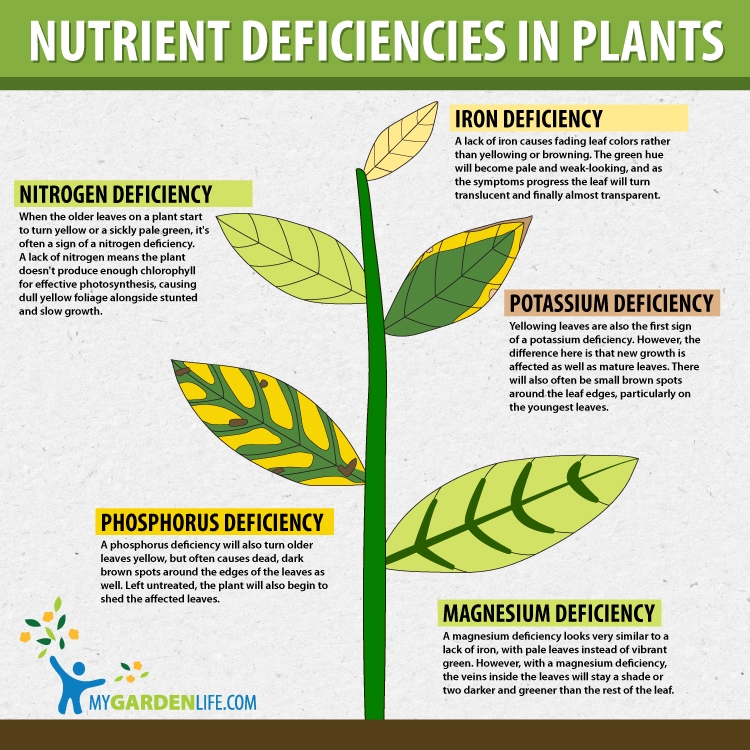 NUTRIENT DEFICIENCIES IN PLANTS
IRON DEFICIENCY
A lack of iron causes fading leaf colors rather
than yellowing or browning. The green hue
will become pale and weak-looking, and as
the symptoms progress the leaf will turn
translucent and finally almost transparent.
NITROGEN DEFICIENCY
When the older leaves on a plant start
to turn yellow or a sickly pale green, it's
often a sign of a nitrogen deficiency.
A lack of nitrogen means the plant
doesn't produce enough chlorophyll
for effective photosynthesis, causing
dull yellow foliage alongside stunted
and slow growth.
POTASSIUM DEFICIENCY
Yellowing leaves are also the first sign
of a potassium deficiency. However, the
difference here is that new growth is
affected as well as mature leaves. There
will also often be small brown spots
around the leaf edges, particularly on
the youngest leaves.
PHOSPHORUS DEFICIENCY
A phosphorus deficiency will also turn older
leaves yellow, but often causes dead, dark
brown spots around the edges of the leaves as
well. Left untreated, the plant will also begin to
shed the affected leaves.
MAGNESIUM DEFICIENCY
A magnesium deficiency looks very similar to a
lack of iron, with pale leaves instead of vibrant
green. However, with a magnesium deficiency,
the veins inside the leaves will stay a shade or
two darker and greener than the rest of the leaf.
MYGARDENLIFE.COM